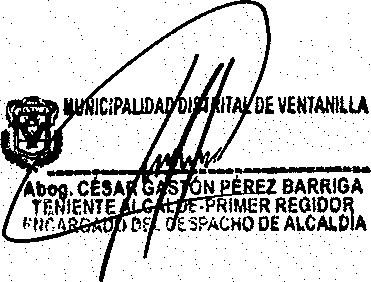 MUNICIPALIDAD DISTRITAL DE VENTANILLA
Abog. CÉSAR GASTÓN PÉREZ BARRIGA
TENIENTE ALCALDE-PRIMER REGIDOR
ENCARGADO DEL DESPACHO DE ALCALDÍA